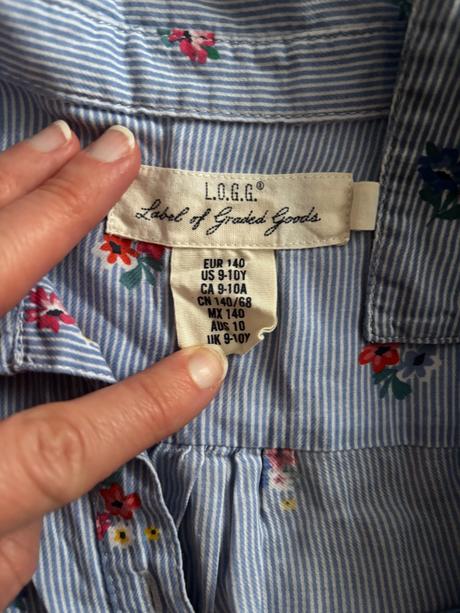 L.O.G.G.®
Label of Graded Goods
EUR 140
US 9-10Y
CA 9-10A
CN 140/68
MX 140
AUS 10
UK 9-10Y